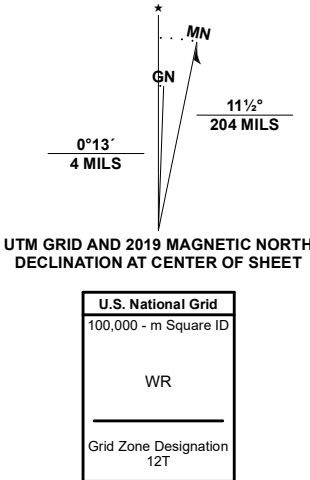 ★
MN
GN
11½°
204 MILS
0°13´
4 MILS
UTM GRID AND 2019 MAGNETIC NORTH
DECLINATION AT CENTER OF SHEET
U.S. National Grid
100,000 - m Square ID
WR
Grid Zone Designation
12T